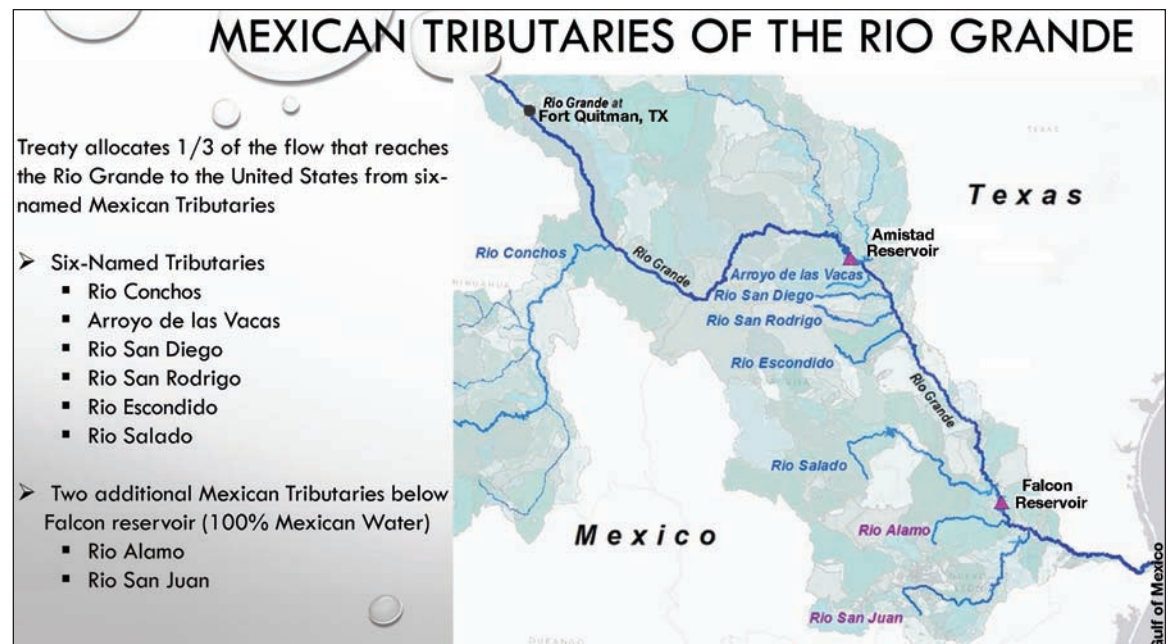 MEXICAN TRIBUTARIES OF THE RIO GRANDE
Treaty allocates 1/3 of the flow that reaches
the Rio Grande to the United States from six-
named Mexican Tributaries
➤ Six-Named Tributaries
▪ Rio Conchos
▪ Arroyo de las Vacas
▪ Rio San Diego
▪ Rio San Rodrigo
▪ Rio Escondido
▪ Rio Salado
➤ Two additional Mexican Tributaries below
Falcon reservoir (100% Mexican Water)
▪ Rio Alamo
▪ Rio San Juan
Rio Grande at
Fort Quitman, TX
TEXAS
Texas
Amistad
Reservoir
Rio Conchos
Rio Grande
Arroyo de las Vacas
Rio San Diego
Rio San Rodrigo
Rio Escondido
Rio Grande
Rio Salado
Falcon
Reservoir
Rio Alamo
Mexico
Rio San Juan
Gulf of Mexico
DURANGO